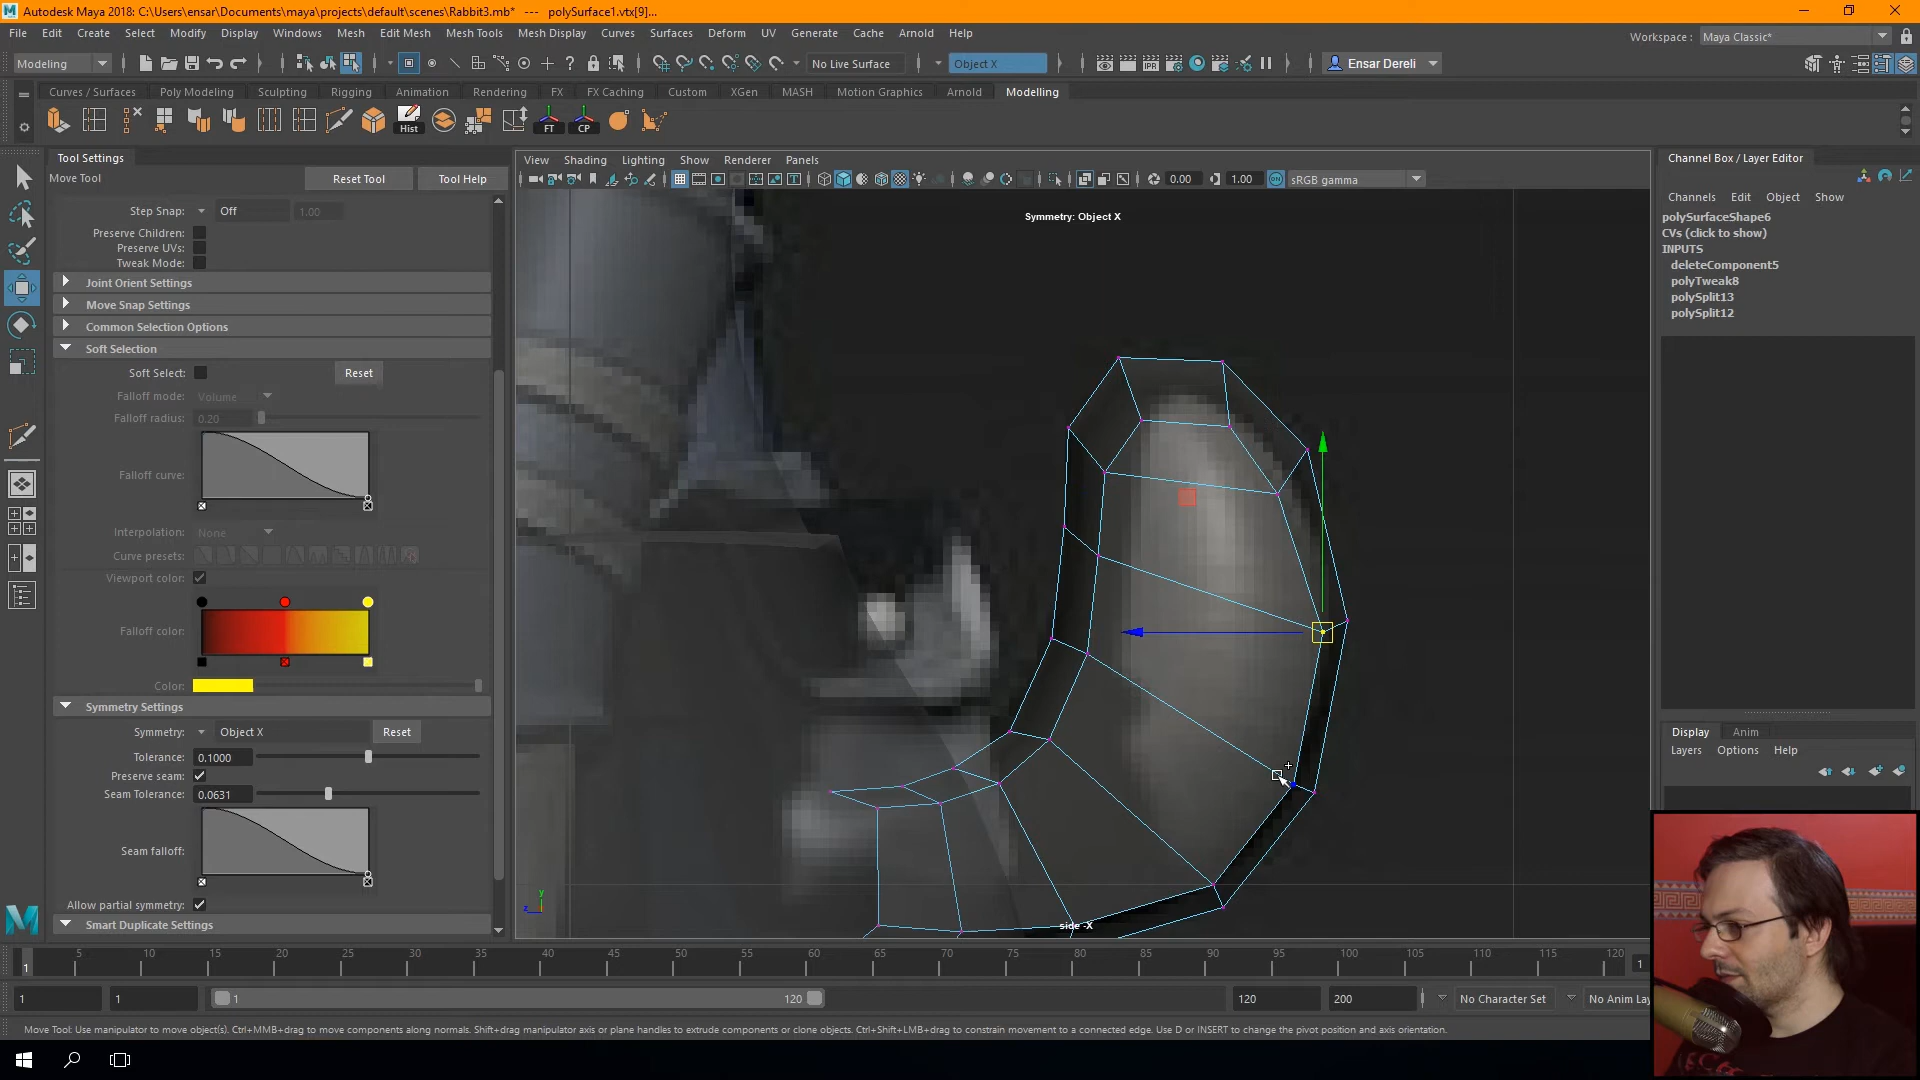 Autodesk Maya 2018: C:\Users\ensar\Documents\maya\projects\default\scenes\Rabbit3.mb* --- polySurface1.vtx[9]...
File Edit Create Select Modify Display Windows Mesh Edit Mesh Mesh Tools Mesh Display Curves Surfaces Deform UV Generate Cache Arnold Help
Workspace : Maya Classic*
Modeling No Live Surface Object X Ensar Dereli
Curves / Surfaces Poly Modeling Sculpting Rigging Animation Rendering FX FX Caching Custom XGen MASH Motion Graphics Arnold Modelling
Hist FT CP
Tool Settings
Move Tool Reset Tool Tool Help
Step Snap: Off 1.00
Preserve Children:
Preserve UVs:
Tweak Mode:
Joint Orient Settings
Move Snap Settings
Common Selection Options
Soft Selection
Soft Select: Reset
Falloff mode: Volume
Falloff radius: 0.20
Falloff curve:
Interpolation: None
Curve presets:
Viewport color:
Falloff color:
Color:
Symmetry Settings
Symmetry: Object X Reset
Tolerance: 0.1000
Preserve seam:
Seam Tolerance: 0.0631
Seam falloff:
Allow partial symmetry:
Smart Duplicate Settings
View Shading Lighting Show Renderer Panels
0.00 1.00 sRGB gamma
Symmetry: Object X
y
z
side -X
Channel Box / Layer Editor
Channels Edit Object Show
polySurfaceShape6
CVs (click to show)
INPUTS
deleteComponent5
polyTweak8
polySplit13
polySplit12
Display Anim
Layers Options Help
5 10 15 20 25 30 35 40 45 50 55 60 65 70 75 80 85 90 95 100 105 110 115 120
1 1
1 1 1 120 120 200 No Character Set No Anim Lay
Move Tool: Use manipulator to move object(s). Ctrl+MMB+drag to move components along normals. Shift+drag manipulator axis or plane handles to extrude components or clone objects. Ctrl+Shift+LMB+drag to constrain movement to a connected edge. Use D or INSERT to change the pivot position and axis orientation.